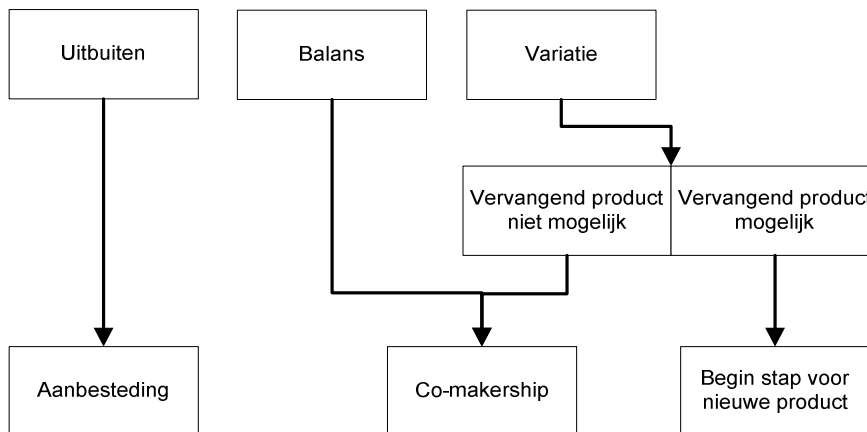 Uitbuiten
Balans
Variatie
Vervangend product
niet mogelijk
Vervangend product
mogelijk
Aanbesteding
Co-makership
Begin stap voor
nieuwe product